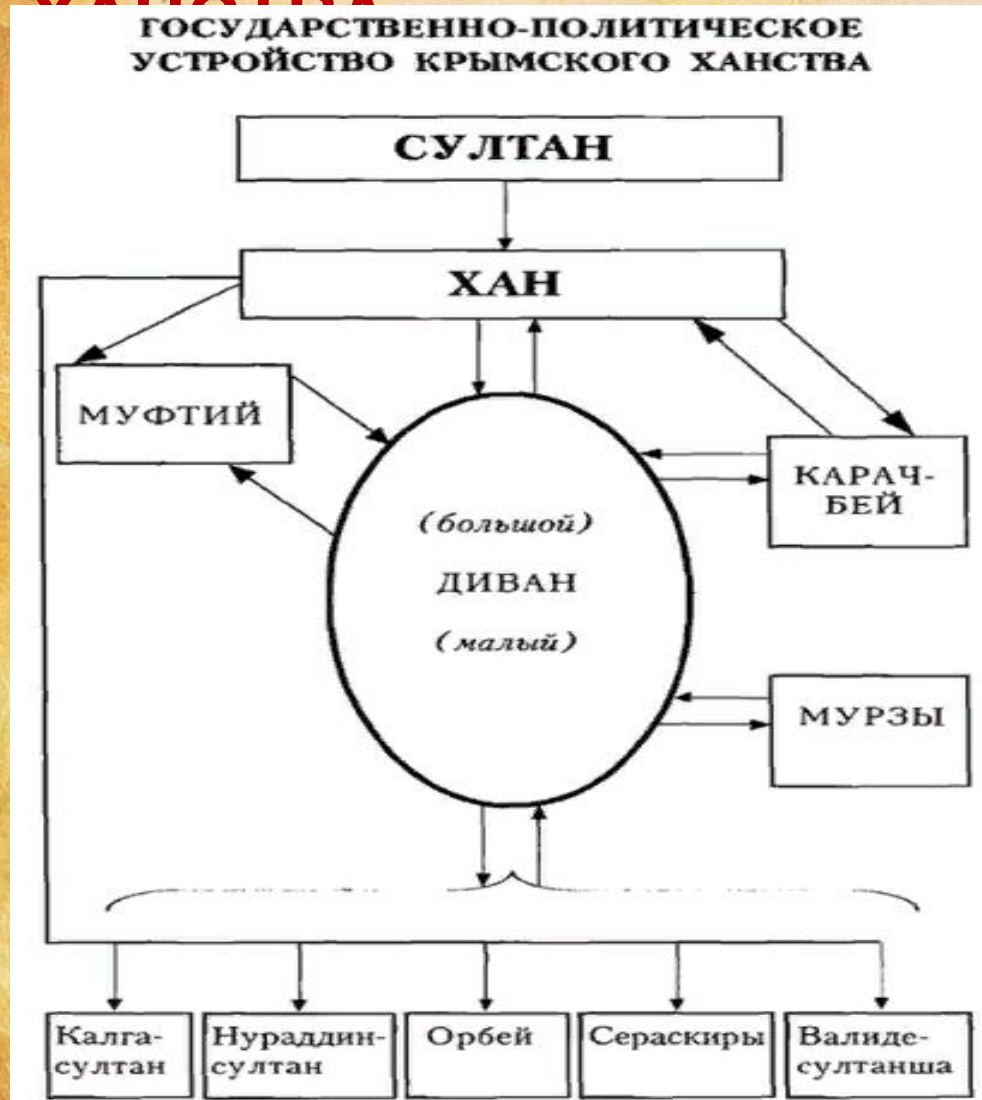 ХАНСТВА
ГОСУДАРСТВЕННО-ПОЛИТИЧЕСКОЕ
УСТРОЙСТВО КРЫМСКОГО ХАНСТВА
СУЛТАН
ХАН
МУФТИЙ
КАРАЧ-
БЕЙ
(большой)
ДИВАН
(малый)
МУРЗЫ
Калга-
султан
Нураддин-
султан
Орбей
Сераскиры
Валиде-
султанша